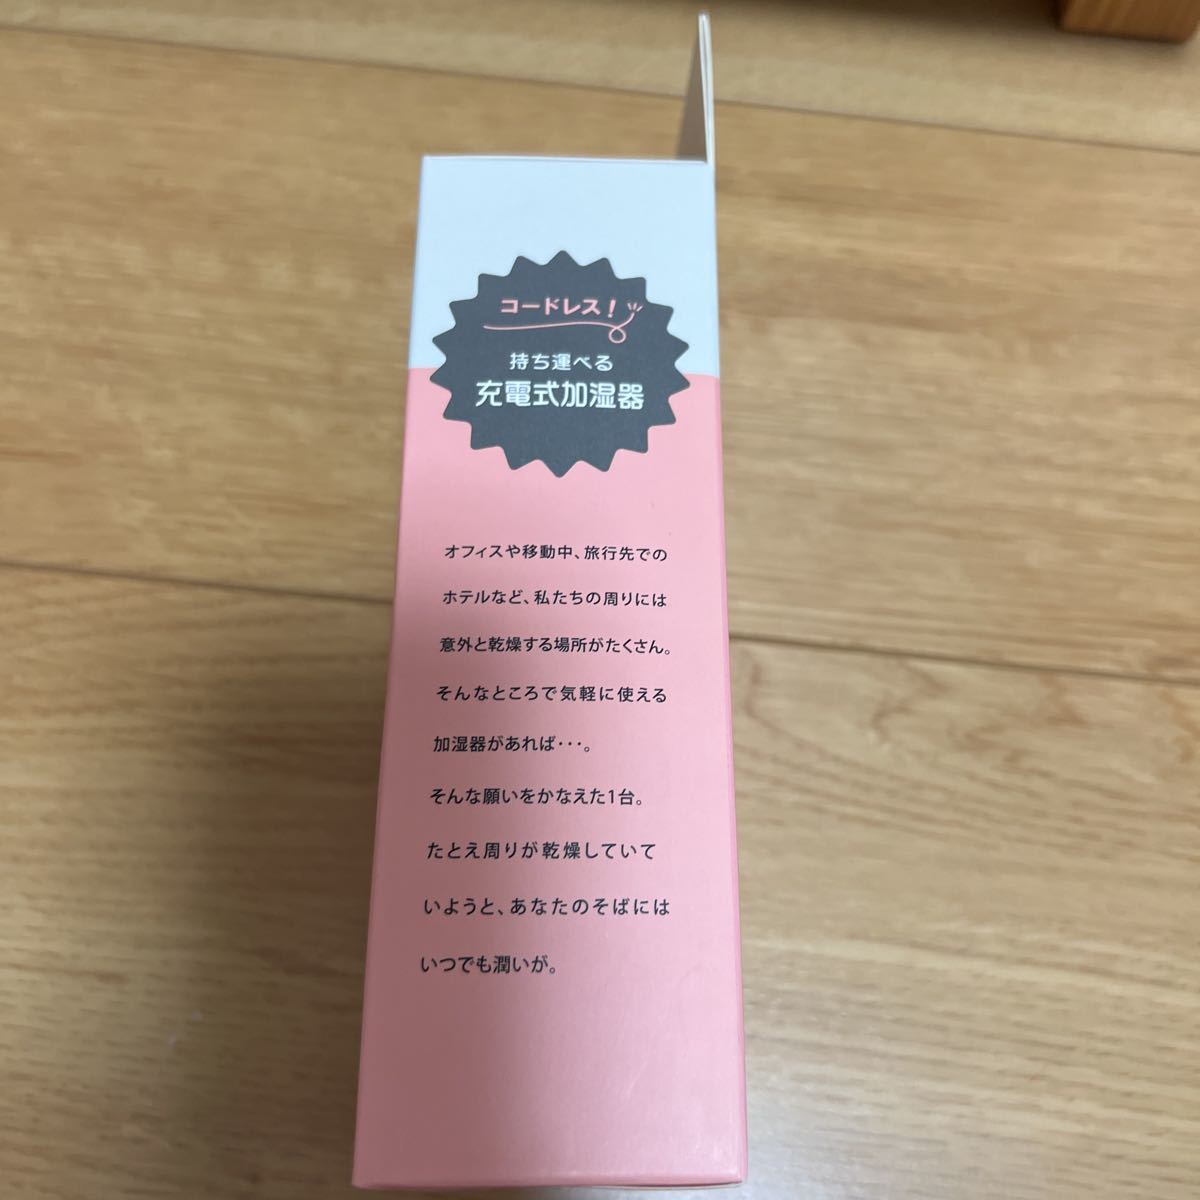 コードレス!
持ち運べる
充電式加湿器
オフィスや移動中、旅行先での
ホテルなど、私たちの周りには
意外と乾燥する場所がたくさん。
そんなところで気軽に使える
加湿器があれば・・・。
そんな願いをかなえた1台。
たとえ周りが乾燥していて
いようと、あなたのそばには
いつでも潤いが。